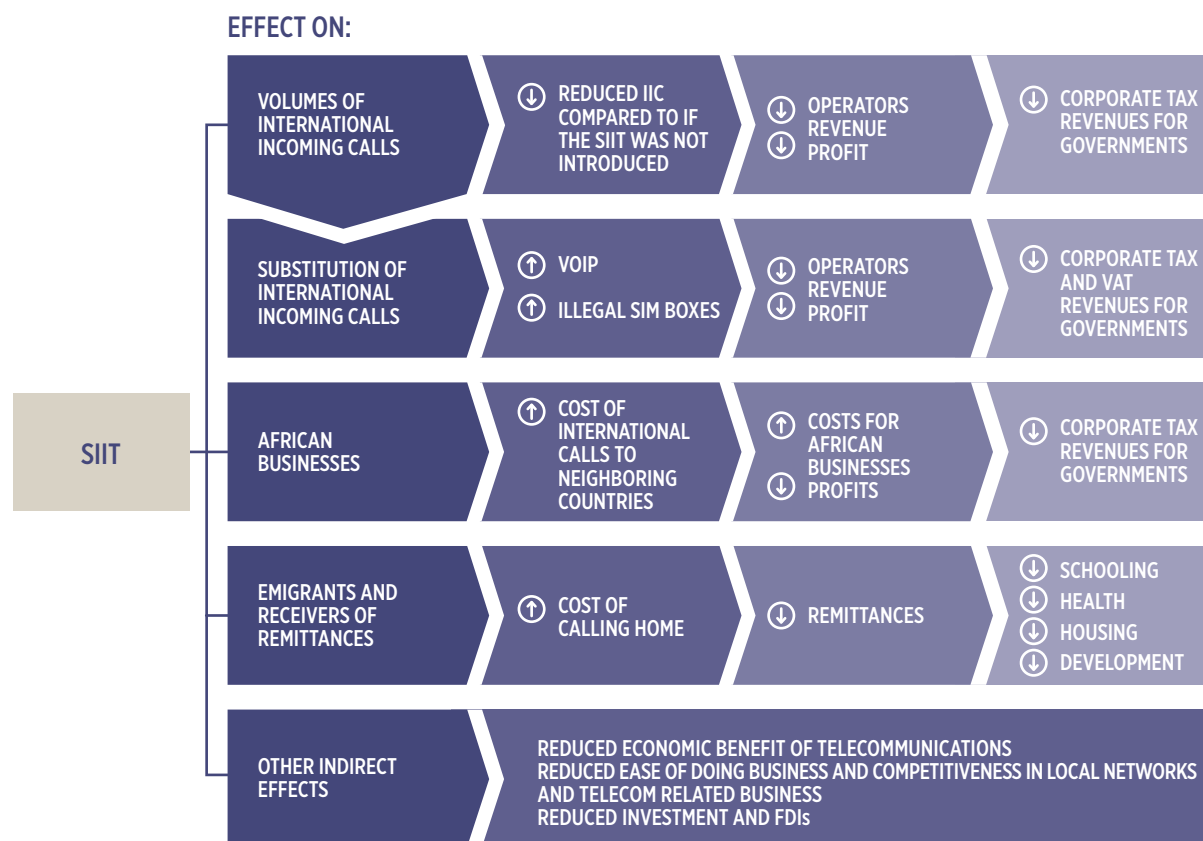 EFFECT ON:
VOLUMES OF
INTERNATIONAL
INCOMING CALLS
REDUCED IIC
COMPARED TO IF
THE SIIT WAS NOT
INTRODUCED
OPERATORS
REVENUE
PROFIT
CORPORATE TAX
REVENUES FOR
GOVERNMENTS
SUBSTITUTION OF
INTERNATIONAL
INCOMING CALLS
VOIP
ILLEGAL SIM BOXES
OPERATORS
REVENUE
PROFIT
CORPORATE TAX
AND VAT
REVENUES FOR
GOVERNMENTS
SIIT
AFRICAN
BUSINESSES
COST OF
INTERNATIONAL
CALLS TO
NEIGHBORING
COUNTRIES
COSTS FOR
AFRICAN
BUSINESSES
PROFITS
CORPORATE TAX
REVENUES FOR
GOVERNMENTS
EMIGRANTS AND
RECEIVERS OF
REMITTANCES
COST OF
CALLING HOME
REMITTANCES
SCHOOLING
HEALTH
HOUSING
DEVELOPMENT
OTHER INDIRECT
EFFECTS
REDUCED ECONOMIC BENEFIT OF TELECOMMUNICATIONS
REDUCED EASE OF DOING BUSINESS AND COMPETITIVENESS IN LOCAL NETWORKS
AND TELECOM RELATED BUSINESS
REDUCED INVESTMENT AND FDIs